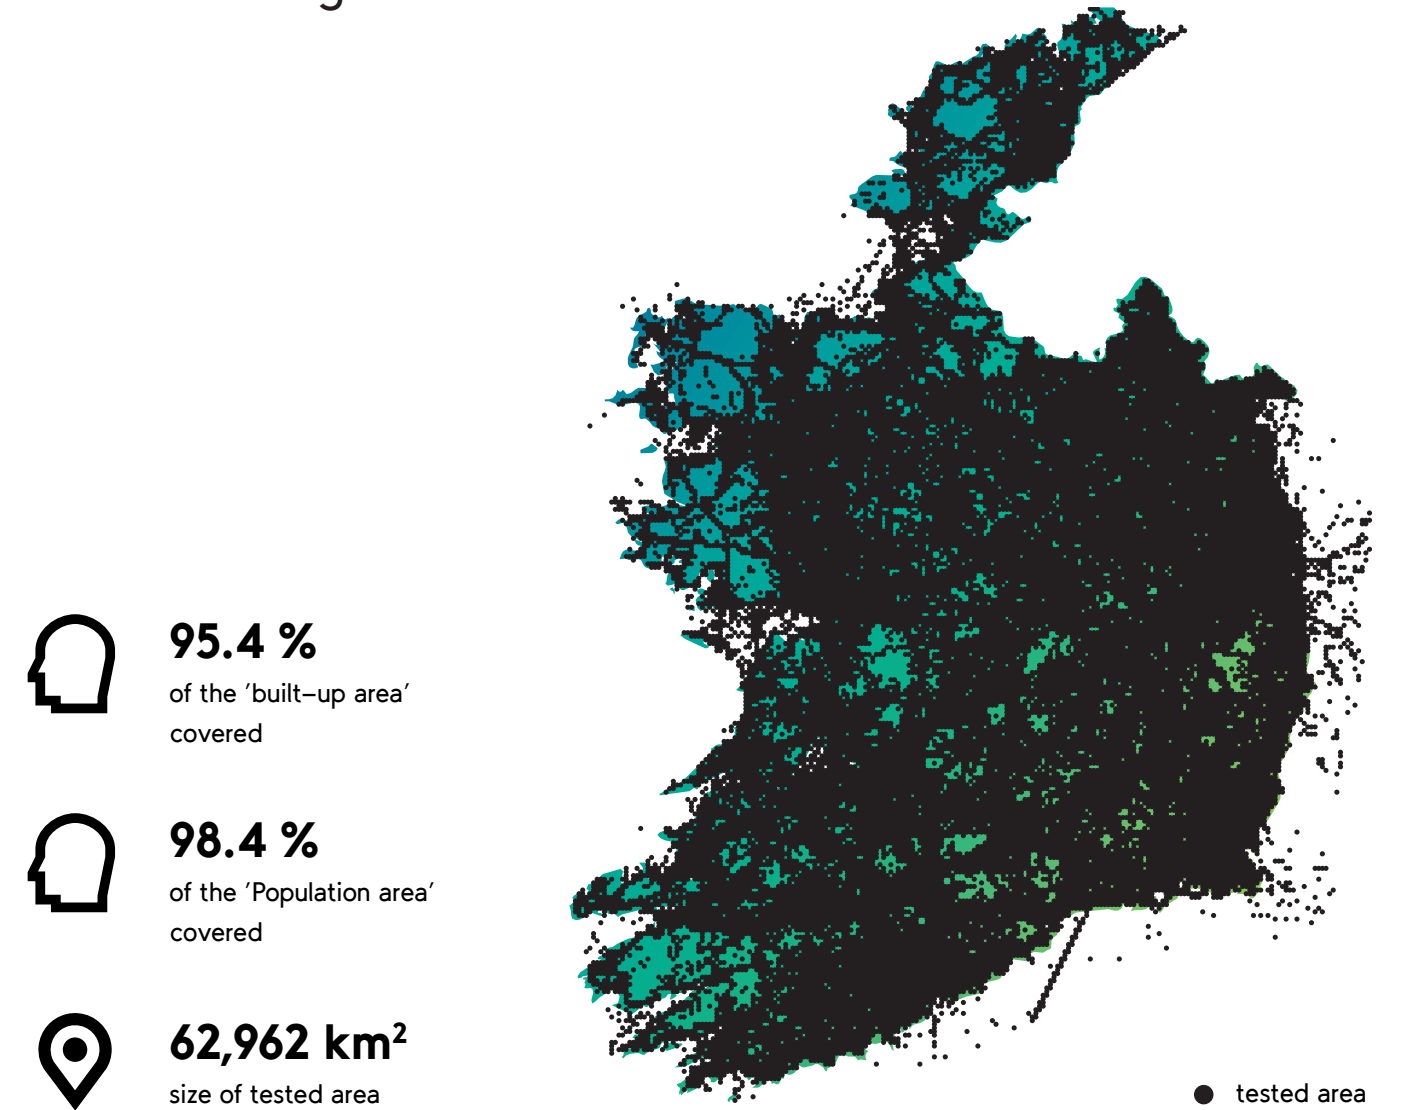 95.4 %
of the ’built–up area’
covered
98.4 %
of the ’Population area’
covered
62,962 km²
size of tested area
tested area